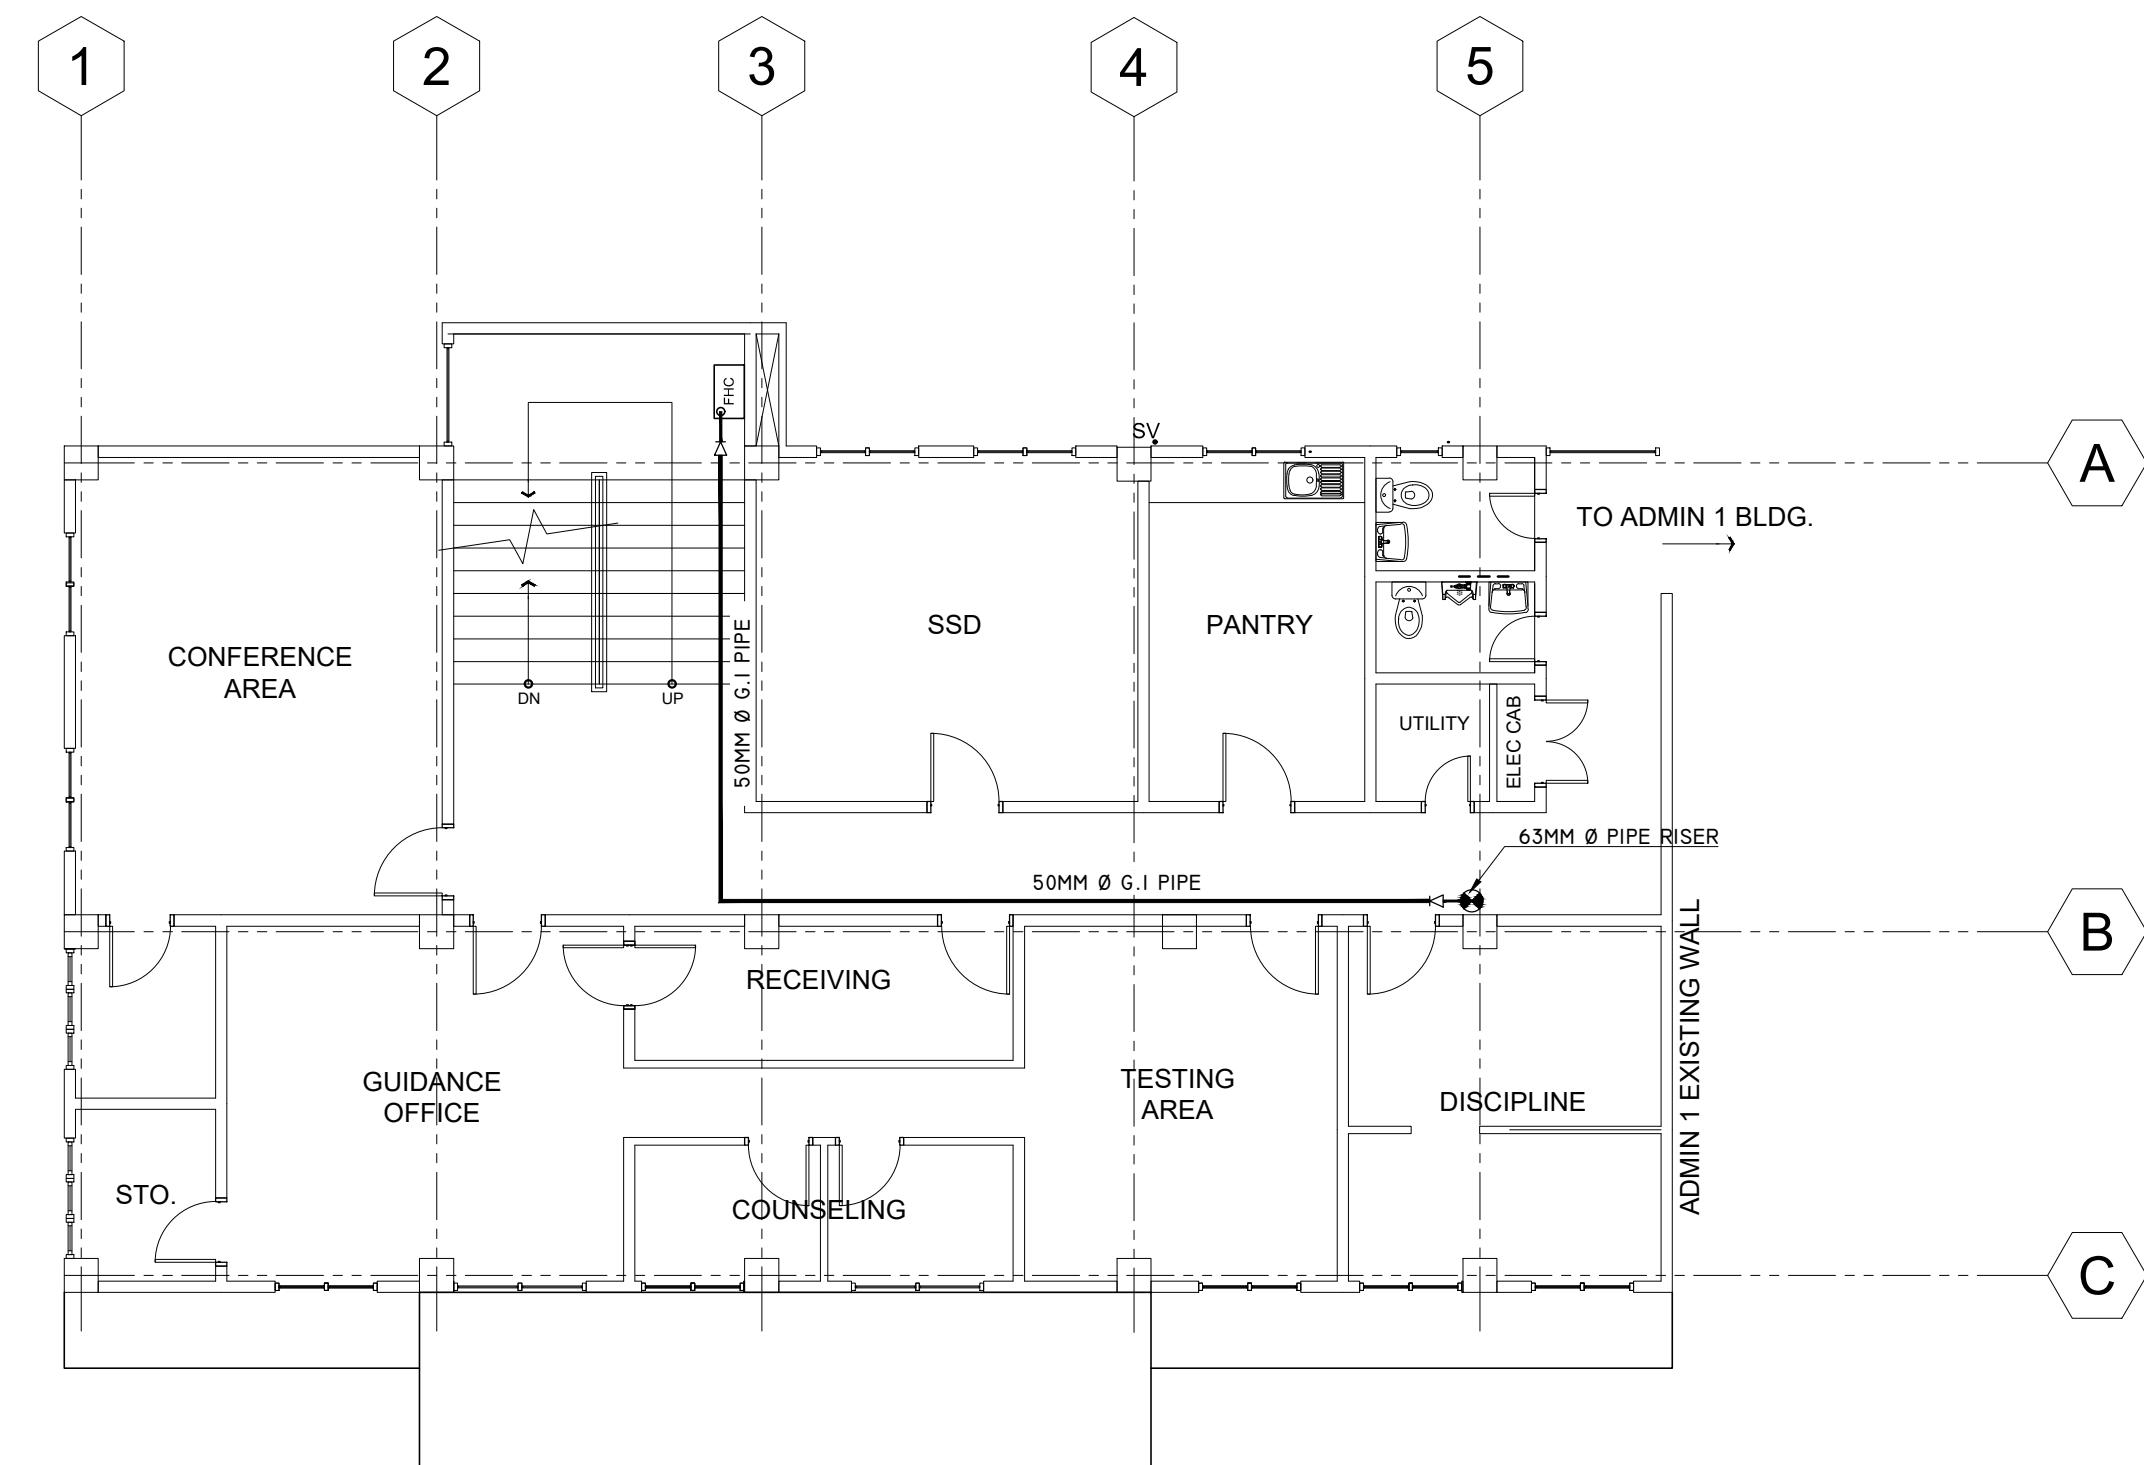 1
2
3
4
5
FHC
SV
A
TO ADMIN 1 BLDG.
SSD
PANTRY
CONFERENCE
AREA
50MM Ø G.I PIPE
DN
UP
UTILITY
ELEC CAB
63MM Ø PIPE RISER
50MM Ø G.I PIPE
B
RECEIVING
ADMIN 1 EXISTING WALL
GUIDANCE
OFFICE
TESTING
AREA
DISCIPLINE
STO.
COUNSELING
C